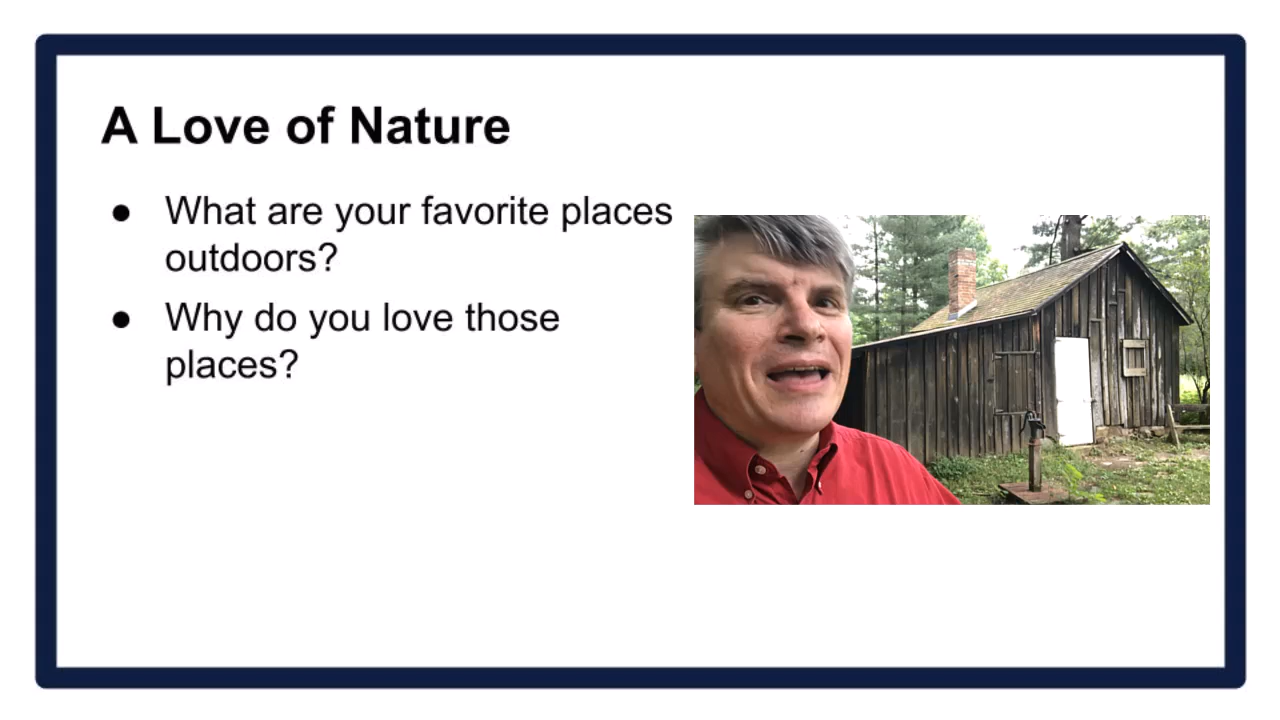 A Love of Nature
● What are your favorite places
outdoors?
● Why do you love those
places?